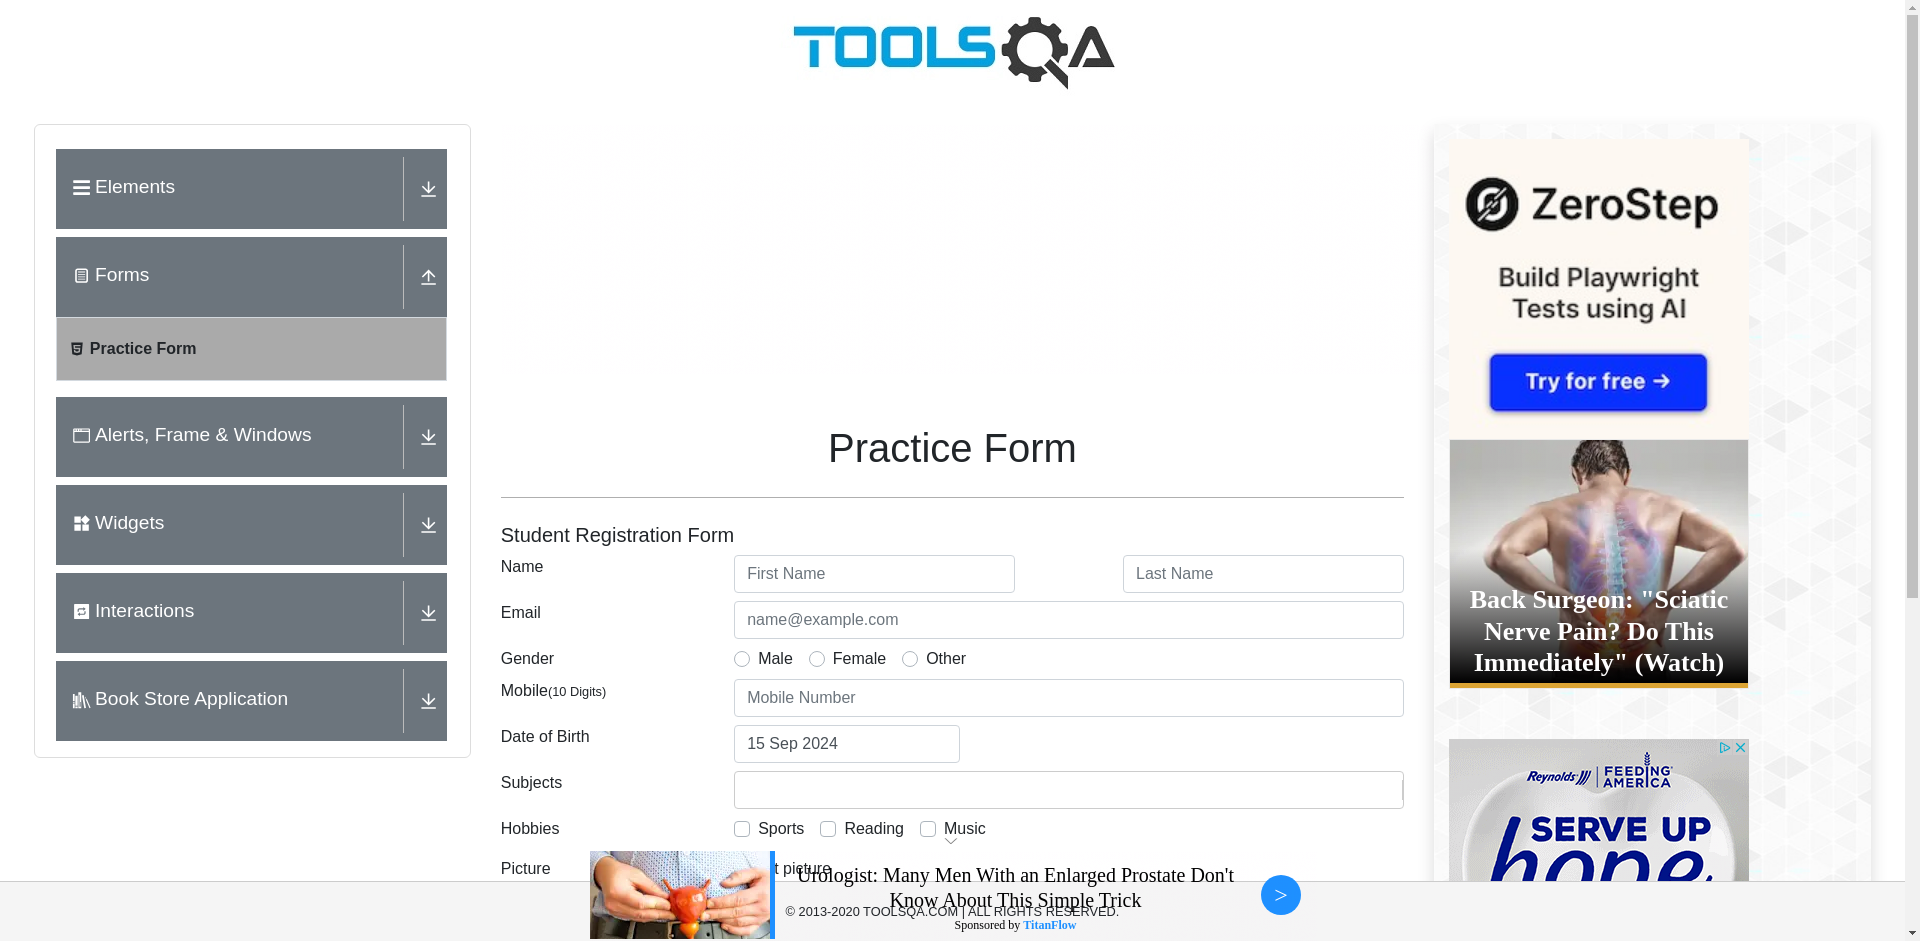 TOOLSQA
Elements
Forms
Practice Form
Alerts, Frame & Windows
Widgets
Interactions
Book Store Application
Practice Form
Student Registration Form
Name
First Name
Last Name
Email
name@example.com
Gender
Male
Female
Other
Mobile(10 Digits)
Mobile Number
Date of Birth
15 Sep 2024
Subjects
Hobbies
Sports
Reading
Music
Picture
t picture
Urologist: Many Men With an Enlarged Prostate Don't
Know About This Simple Trick
Sponsored by TitanFlow
>
© 2013-2020 TOOLSQA.COM | ALL RIGHTS RESERVED.
ZeroStep
Build Playwright
Tests using AI
Try for free →
Back Surgeon: "Sciatic
Nerve Pain? Do This
Immediately" (Watch)
Reynolds
FEEDING
AMERICA
SERVE UP
hope